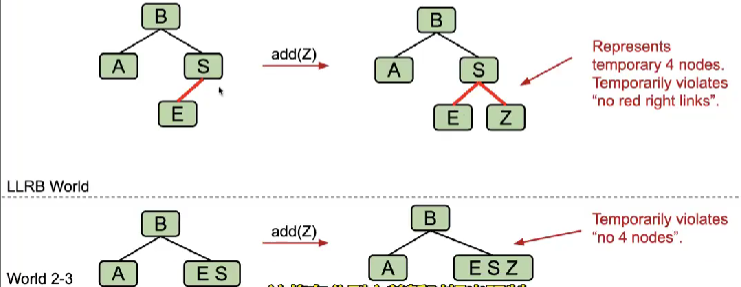 B
B
A
S
add(Z)
A
S
E
E
Z
Represents
temporary 4 nodes.
Temporarily violates
“no red right links”.
LLRB World
B
add(Z)
B
Temporarily violates
“no 4 nodes”.
World 2-3
A
E S
A
E S Z